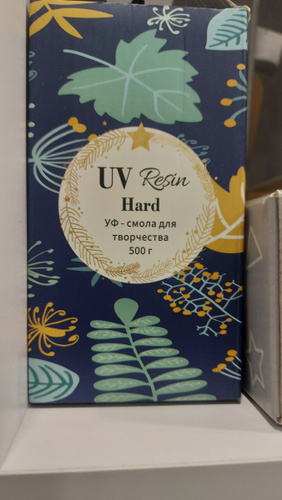 UV Resin
Hard
УФ - смола для
творчества
500 г